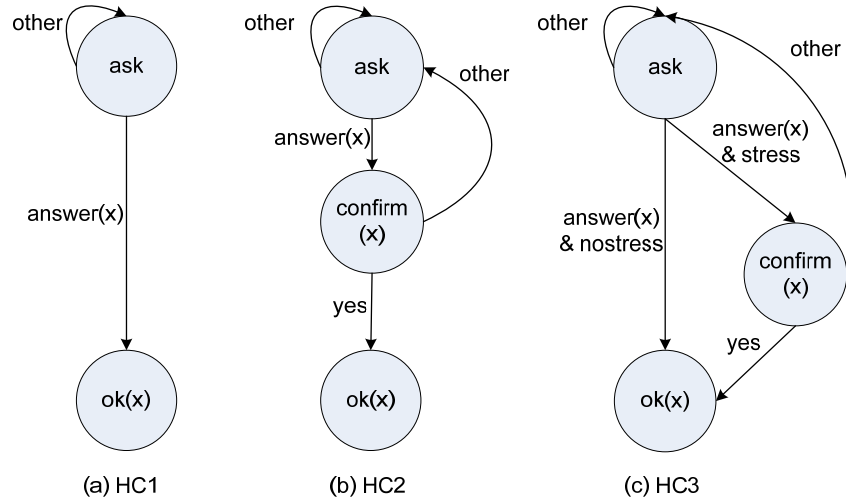 other
ask
answer(x)
ok(x)
(a) HC1
other
ask
other
answer(x)
confirm
(x)
yes
ok(x)
(b) HC2
other
ask
other
answer(x)
& stress
answer(x)
& nostress
confirm
(x)
yes
ok(x)
(c) HC3